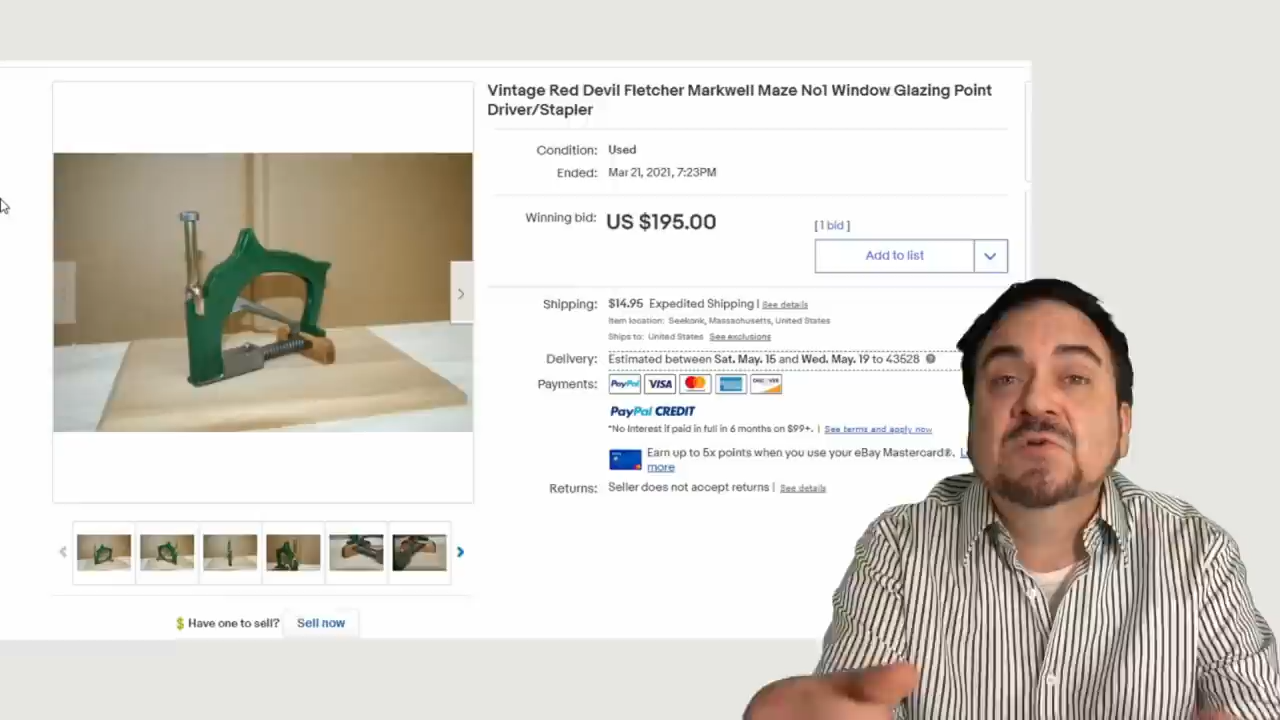 Vintage Red Devil Fletcher Markwell Maze No1 Window Glazing Point
Driver/Stapler
Condition: Used
Ended: Mar 21, 2021, 7:23PM
Winning bid: US $195.00
[ 1 bid ]
Add to list
Shipping: $14.95 Expedited Shipping | See details
Item location: Seekonk, Massachusetts, United States
Ships to: United States See exclusions
Delivery: Estimated between Sat. May. 15 and Wed. May. 19 to 43528
Payments: PayPal VISA DISCOVER
PayPal CREDIT
*No Interest if paid in full in 6 months on $99+. | See terms and apply now
Earn up to 5x points when you use your eBay Mastercard®. L
more
Returns: Seller does not accept returns | See details
$ Have one to sell? Sell now